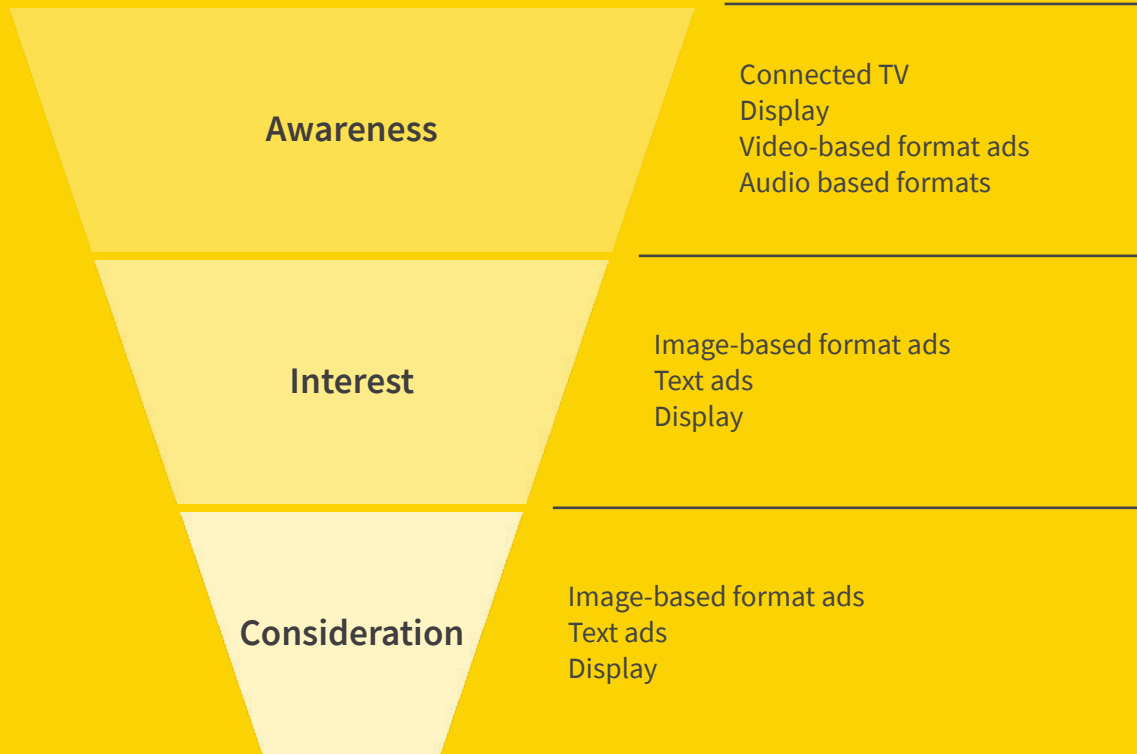 Awareness
Connected TV
Display
Video-based format ads
Audio based formats
Interest
Image-based format ads
Text ads
Display
Consideration
Image-based format ads
Text ads
Display